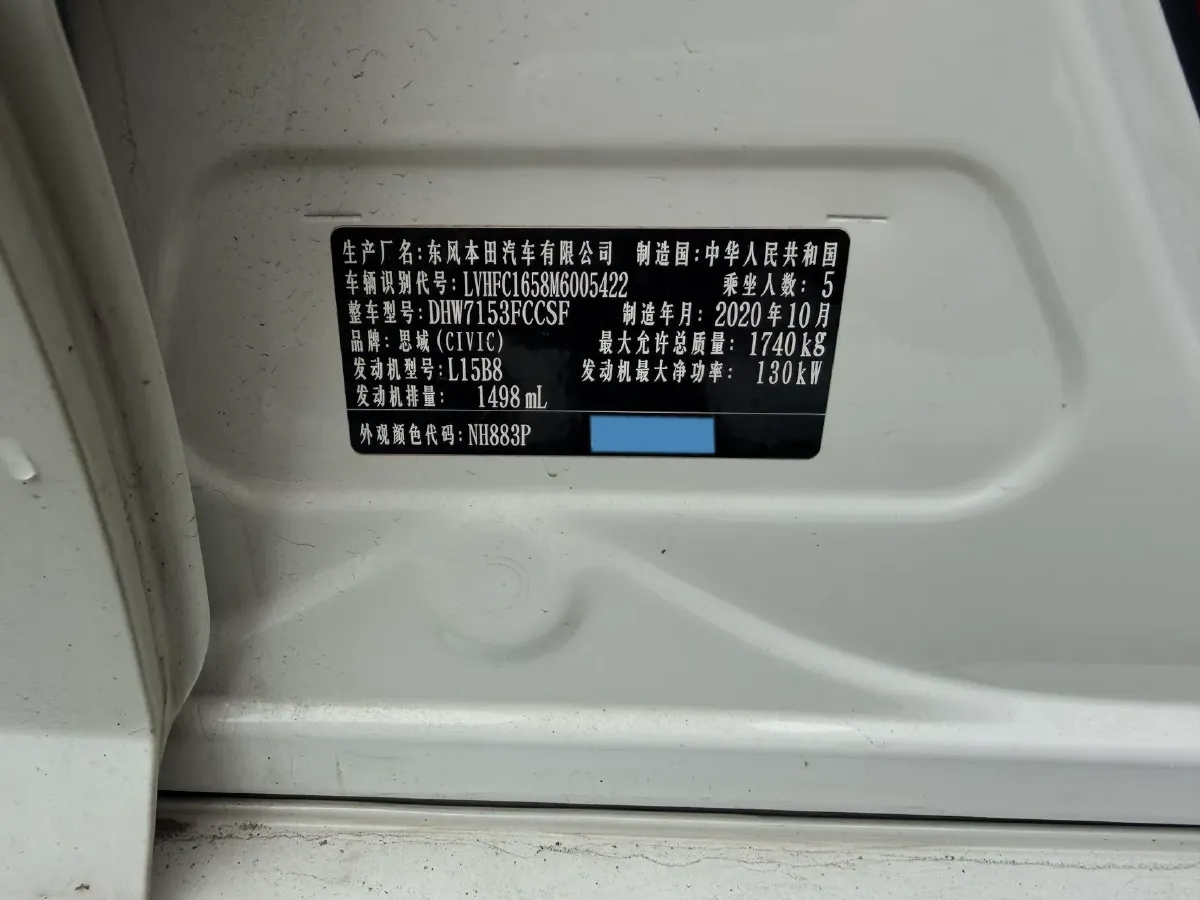 生产厂名:东风本田汽车有限公司 制造国:中华人民共和国
车辆识别代号:LVHFC1658M6005422 乘坐人数:5
整车型号:DHW7153FCCSF 制造年月:2020年10月
品牌:思域(CIVIC) 最大允许总质量:1740kg
发动机型号:L15B8 发动机最大净功率:130kW
发动机排量:1498mL
外观颜色代码:NH883P